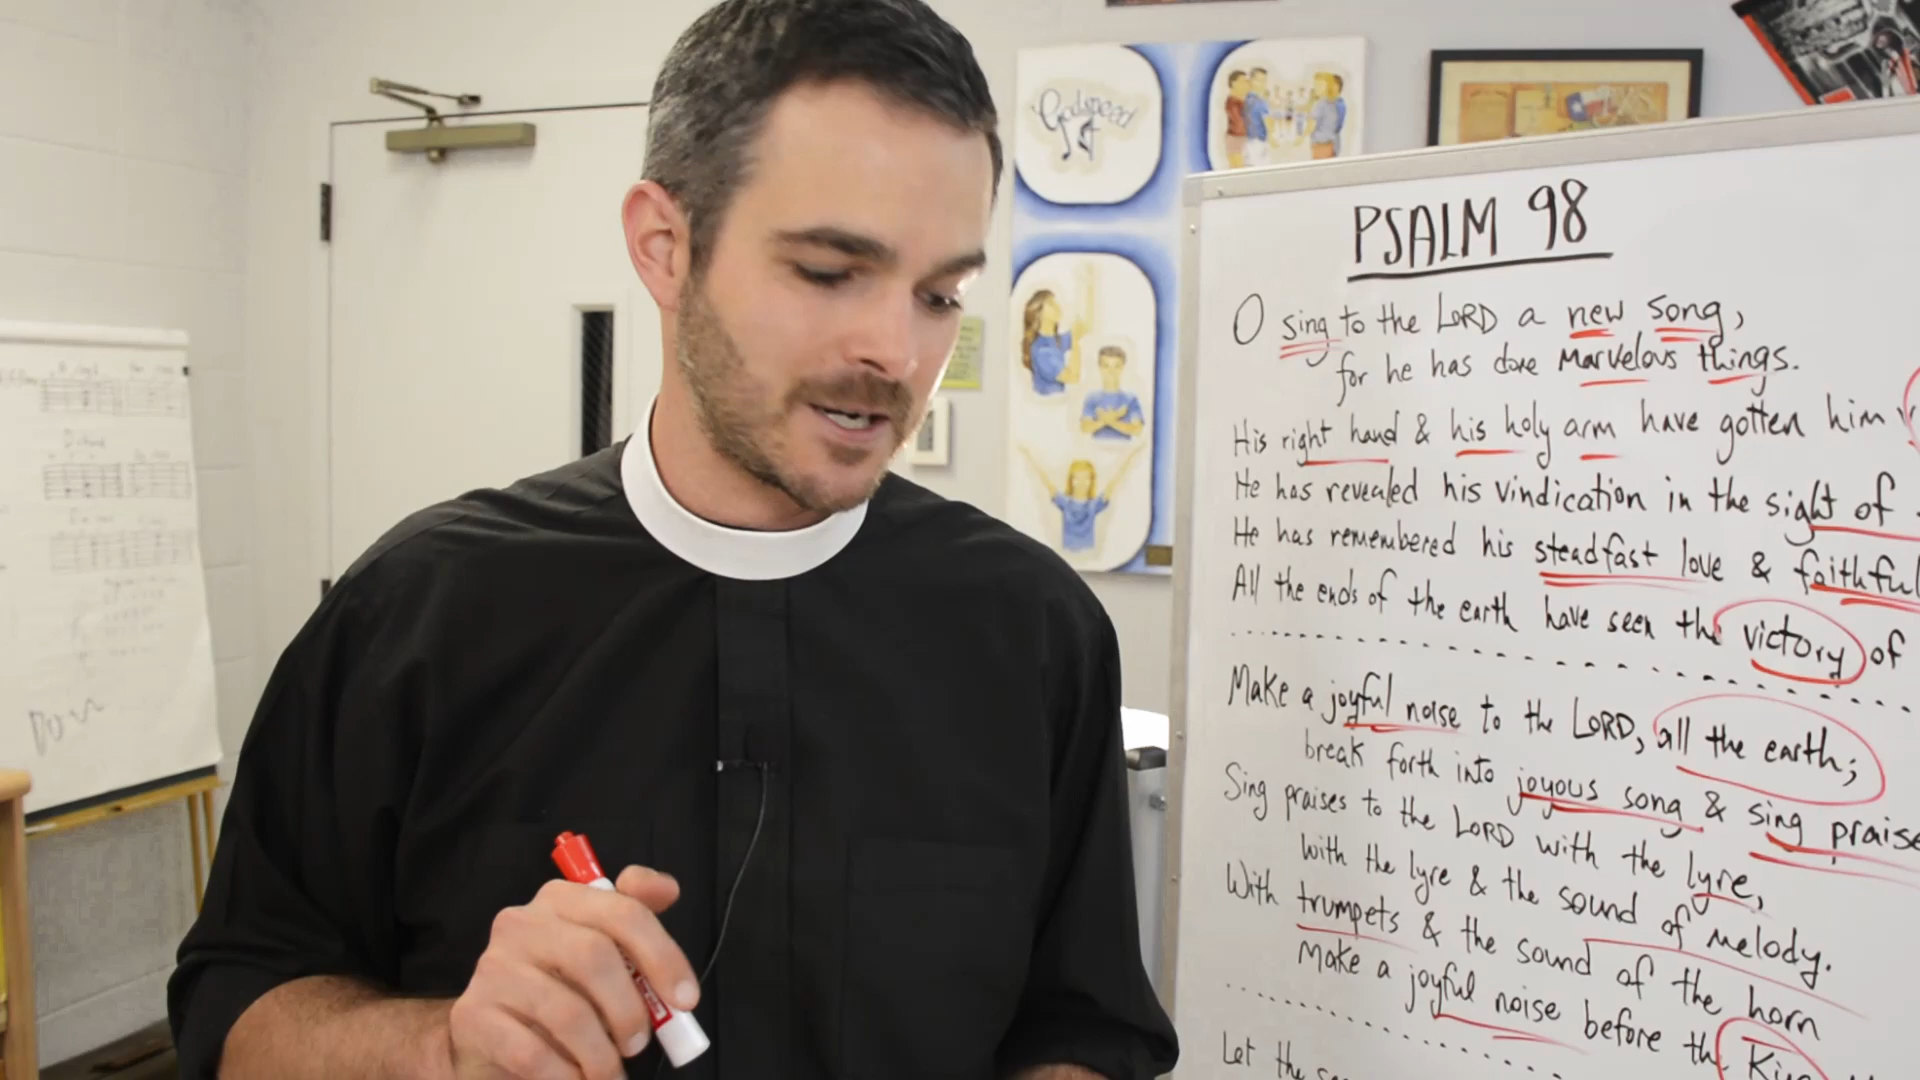 Godspeed
PSALM 98
O sing to the LORD a new song,
for he has done marvelous things.
His right hand & his holy arm have gotten him
He has revealed his vindication in the sight of
He has remembered his steadfast love & faithful
All the ends of the earth have seen the victory of
Make a joyful noise to the LORD, all the earth;
break forth into joyous song & sing praise
Sing praises to the LORD with the lyre,
with the lyre & the sound of melody.
With trumpets & the sound of the horn
make a joyful noise before the King
Let the